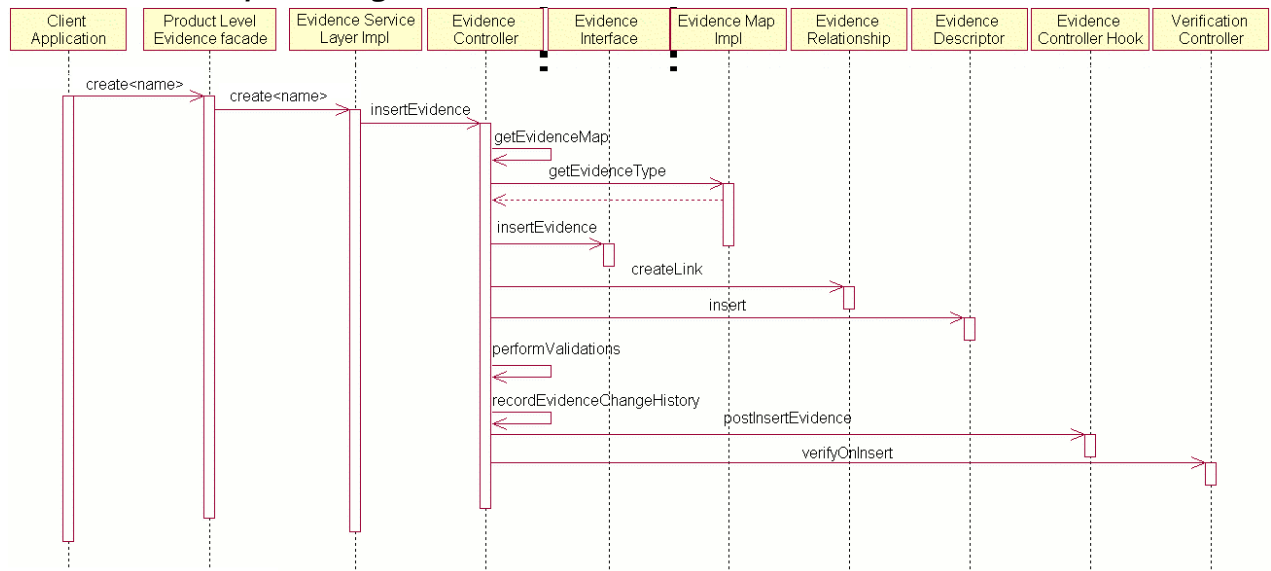 Client
Application
Product Level
Evidence facade
Evidence Service
Layer Impl
Evidence
Controller
Evidence
Interface
Evidence Map
Impl
Evidence
Relationship
Evidence
Descriptor
Evidence
Controller Hook
Verification
Controller
create<name>
create<name>
insertEvidence
getEvidenceMap
getEvidenceType
insertEvidence
createLink
insert
performValidations
recordEvidenceChangeHistory
postInsertEvidence
verifyOnInsert